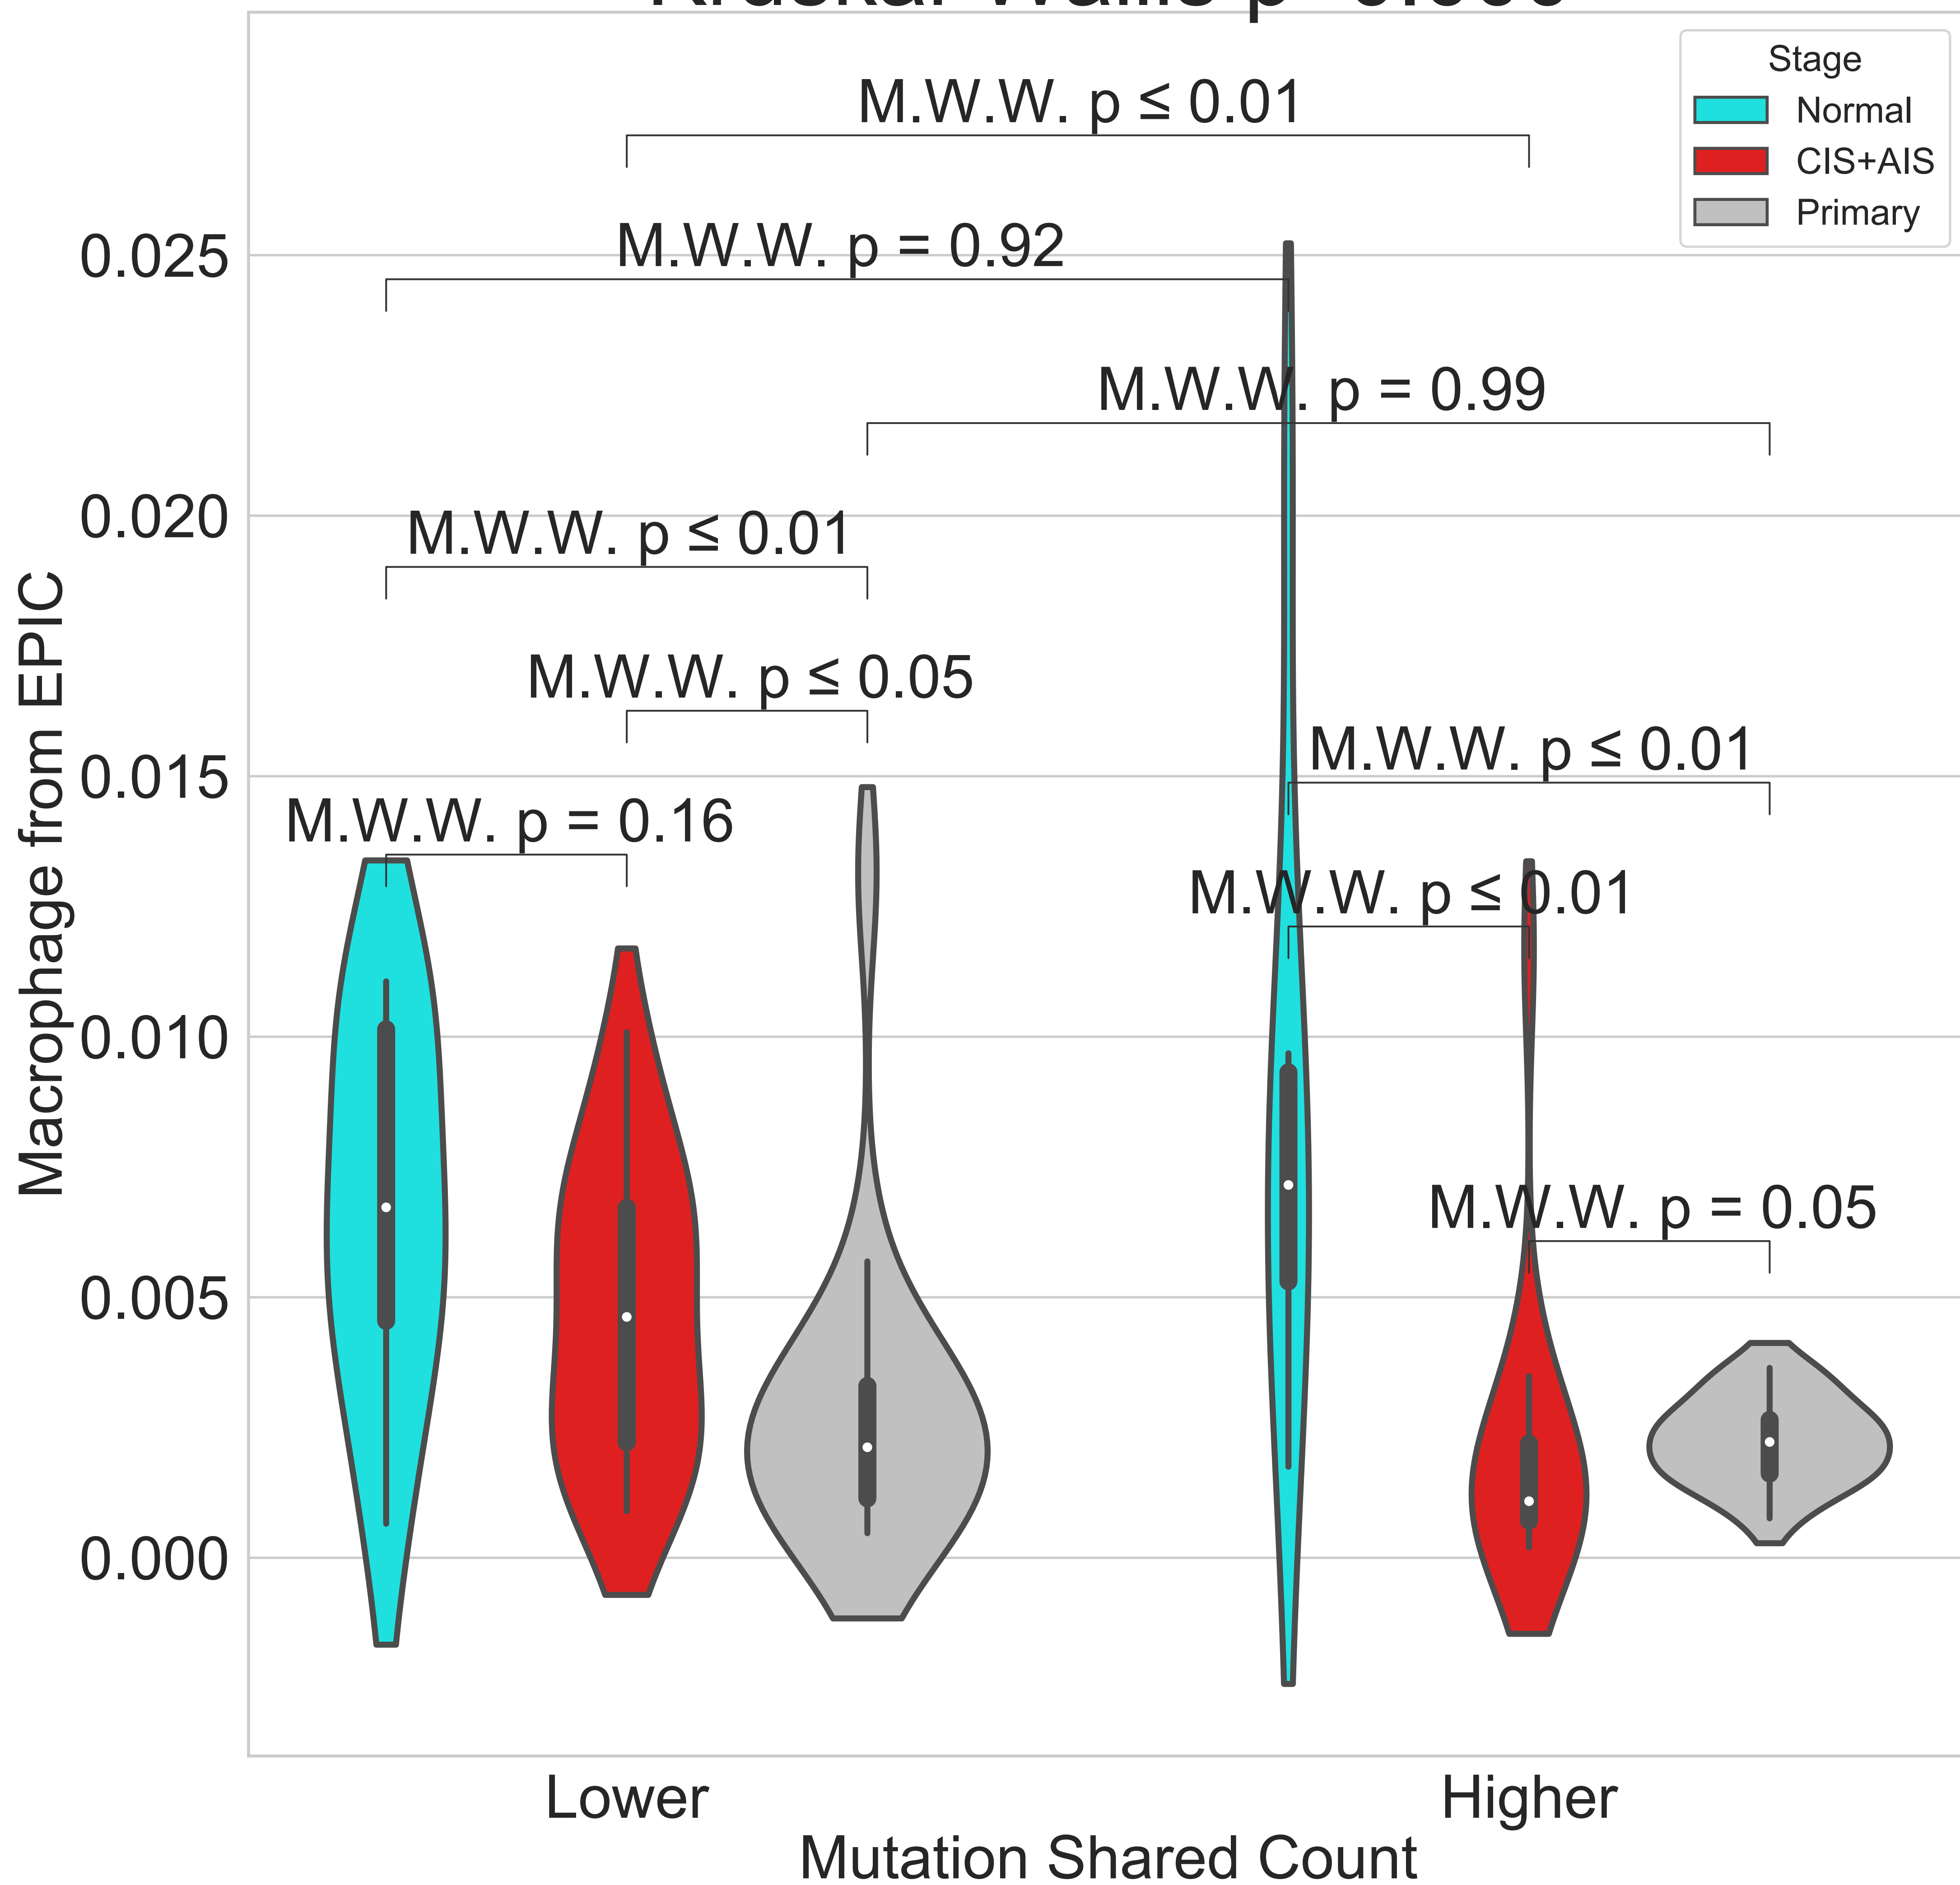 Stage
Normal
CIS+AIS
Primary
M.W.W. p ≤ 0.01
M.W.W. p = 0.92
M.W.W. p = 0.99
M.W.W. p ≤ 0.01
M.W.W. p ≤ 0.05
M.W.W. p ≤ 0.01
M.W.W. p = 0.16
M.W.W. p ≤ 0.01
M.W.W. p = 0.05
Macrophage from EPIC
0.025
0.020
0.015
0.010
0.005
0.000
Lower
Higher
Mutation Shared Count